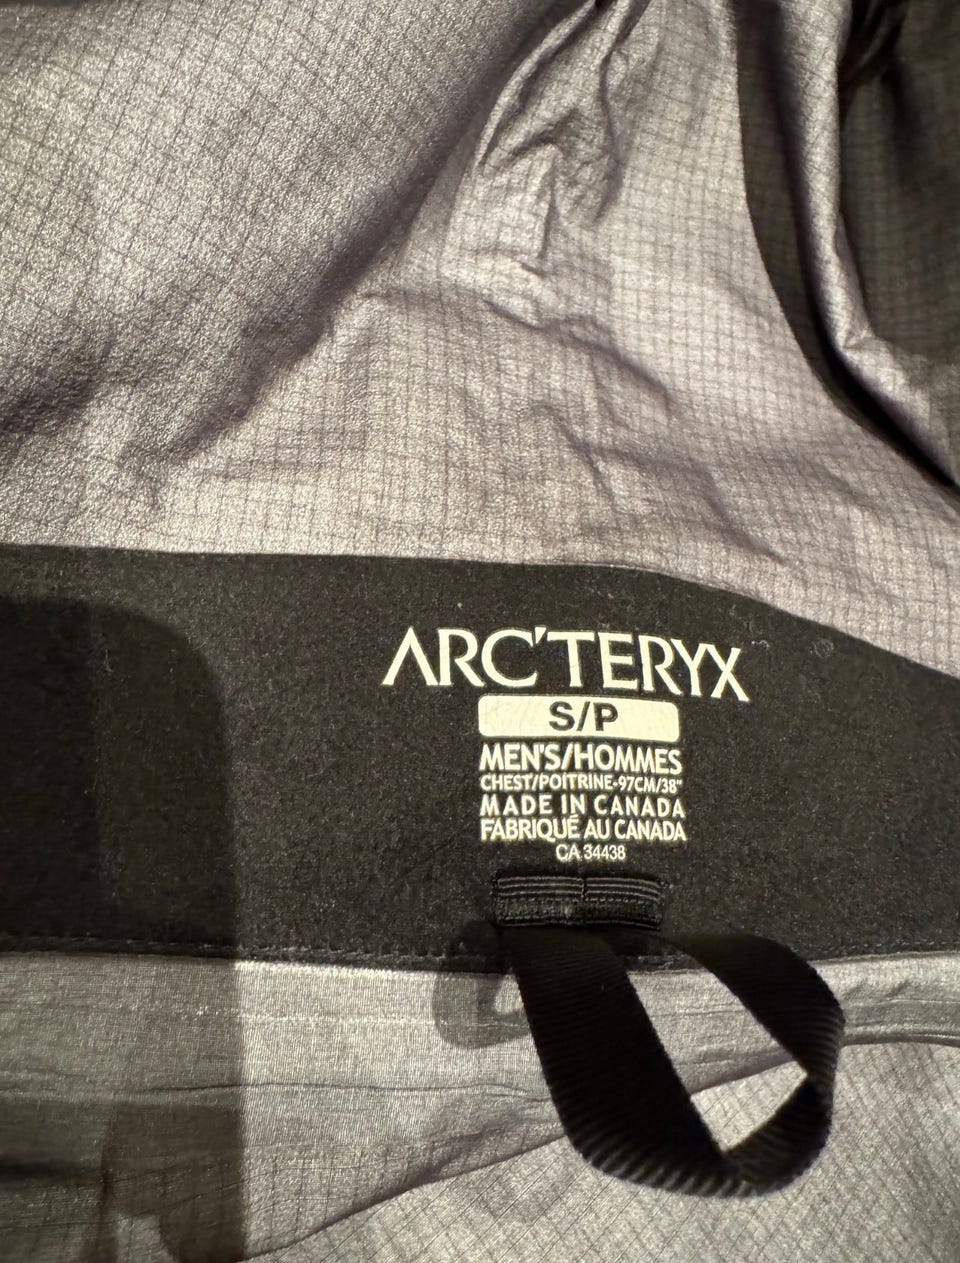 ARC'TERYX
S/P
MEN'S/HOMMES
CHEST/POITRINE-97CM/38"
MADE IN CANADA
FABRIQUÉ AU CANADA
CA 34438